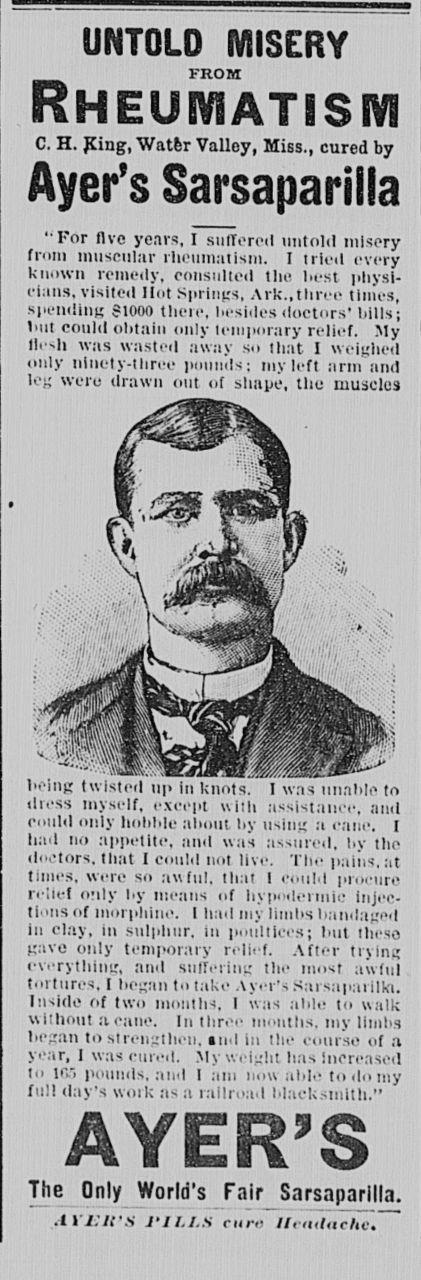 UNTOLD MISERY
FROM
RHEUMATISM
C. H. King, Water Valley, Miss., cured by
Ayer's Sarsaparilla
"For five years, I suffered untold misery
from muscular rheumatism. I tried every
known remedy, consulted the best physi-
cians, visited Hot Springs, Ark., three times,
spending $1000 there, besides doctors' bills;
but could obtain only temporary relief. My
flesh was wasted away so that I weighed
only ninety-three pounds; my left arm and
leg were drawn out of shape, the muscles
being twisted up in knots. I was unable to
dress myself, except with assistance, and
could only hobble about by using a cane. I
had no appetite, and was assured, by the
doctors, that I could not live. The pains, at
times, were so awful, that I could procure
relief only by means of hypodermic injec-
tions of morphine. I had my limbs bandaged
in clay, in sulphur, in poultices; but these
gave only temporary relief. After trying
everything, and suffering the most awful
tortures, I began to take Ayer's Sarsaparilla.
Inside of two months, I was able to walk
without a cane. In three months, my limbs
began to strengthen, and in the course of a
year, I was cured. My weight has increased
to 165 pounds, and I am now able to do my
full day's work as a railroad blacksmith."
AYER'S
The Only World's Fair Sarsaparilla.
AYER'S PILLS cure Headache.